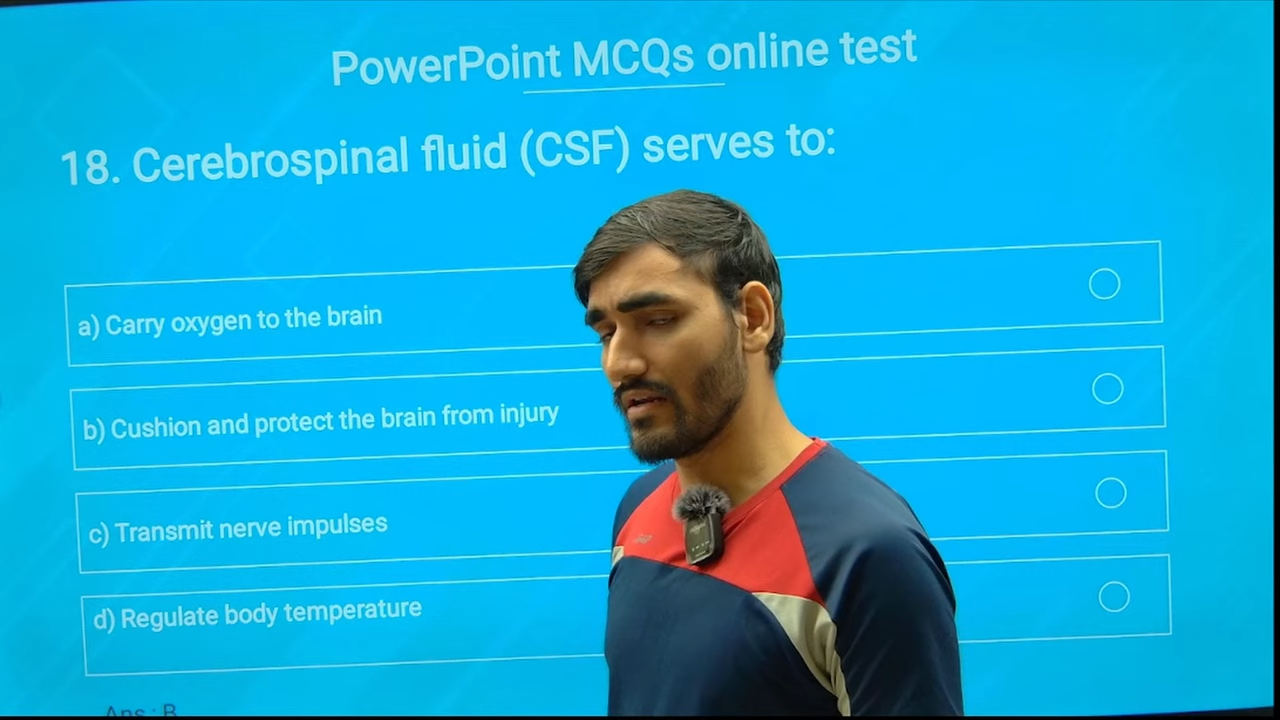 PowerPoint MCQs online test
18. Cerebrospinal fluid (CSF) serves to:
a) Carry oxygen to the brain
b) Cushion and protect the brain from injury
c) Transmit nerve impulses
d) Regulate body temperature
Ans : B